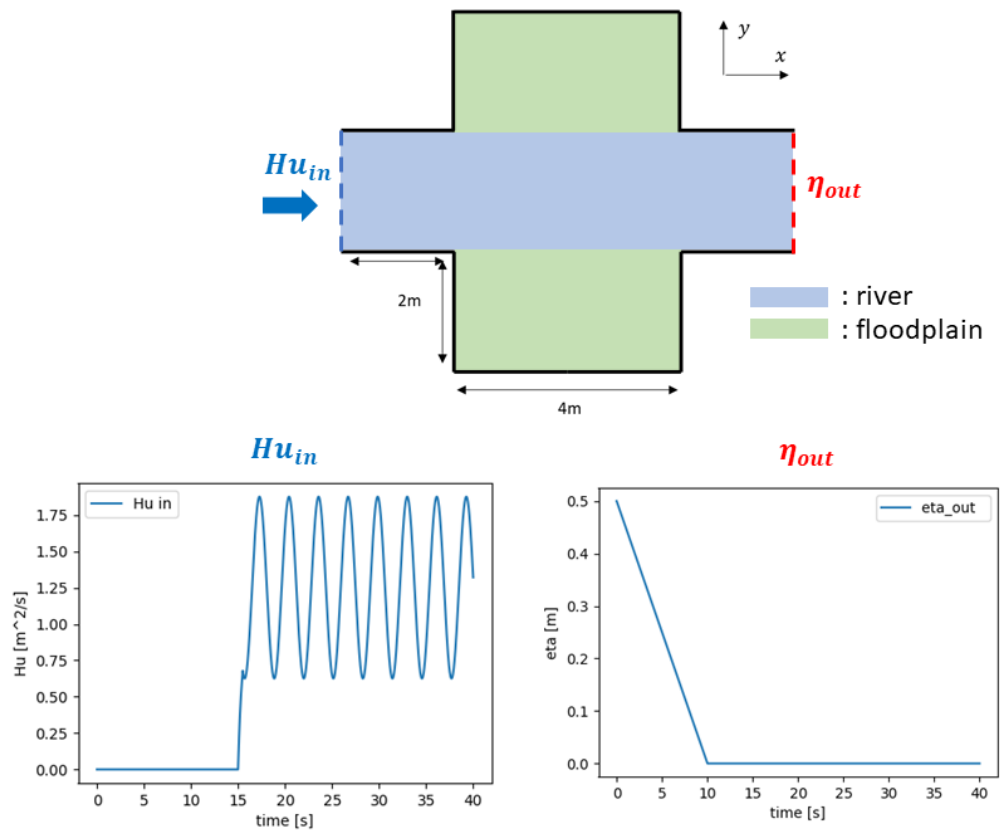 y
x
Hu_in
η_out
2m
: river
: floodplain
4m
Hu_in
η_out
Hu in
1.75
1.50
1.25
1.00
0.75
0.50
0.25
0.00
Hu [m^2/s]
0 5 10 15 20 25 30 35 40
time [s]
eta_out
0.5
0.4
0.3
0.2
0.1
0.0
eta [m]
0 5 10 15 20 25 30 35 40
time [s]